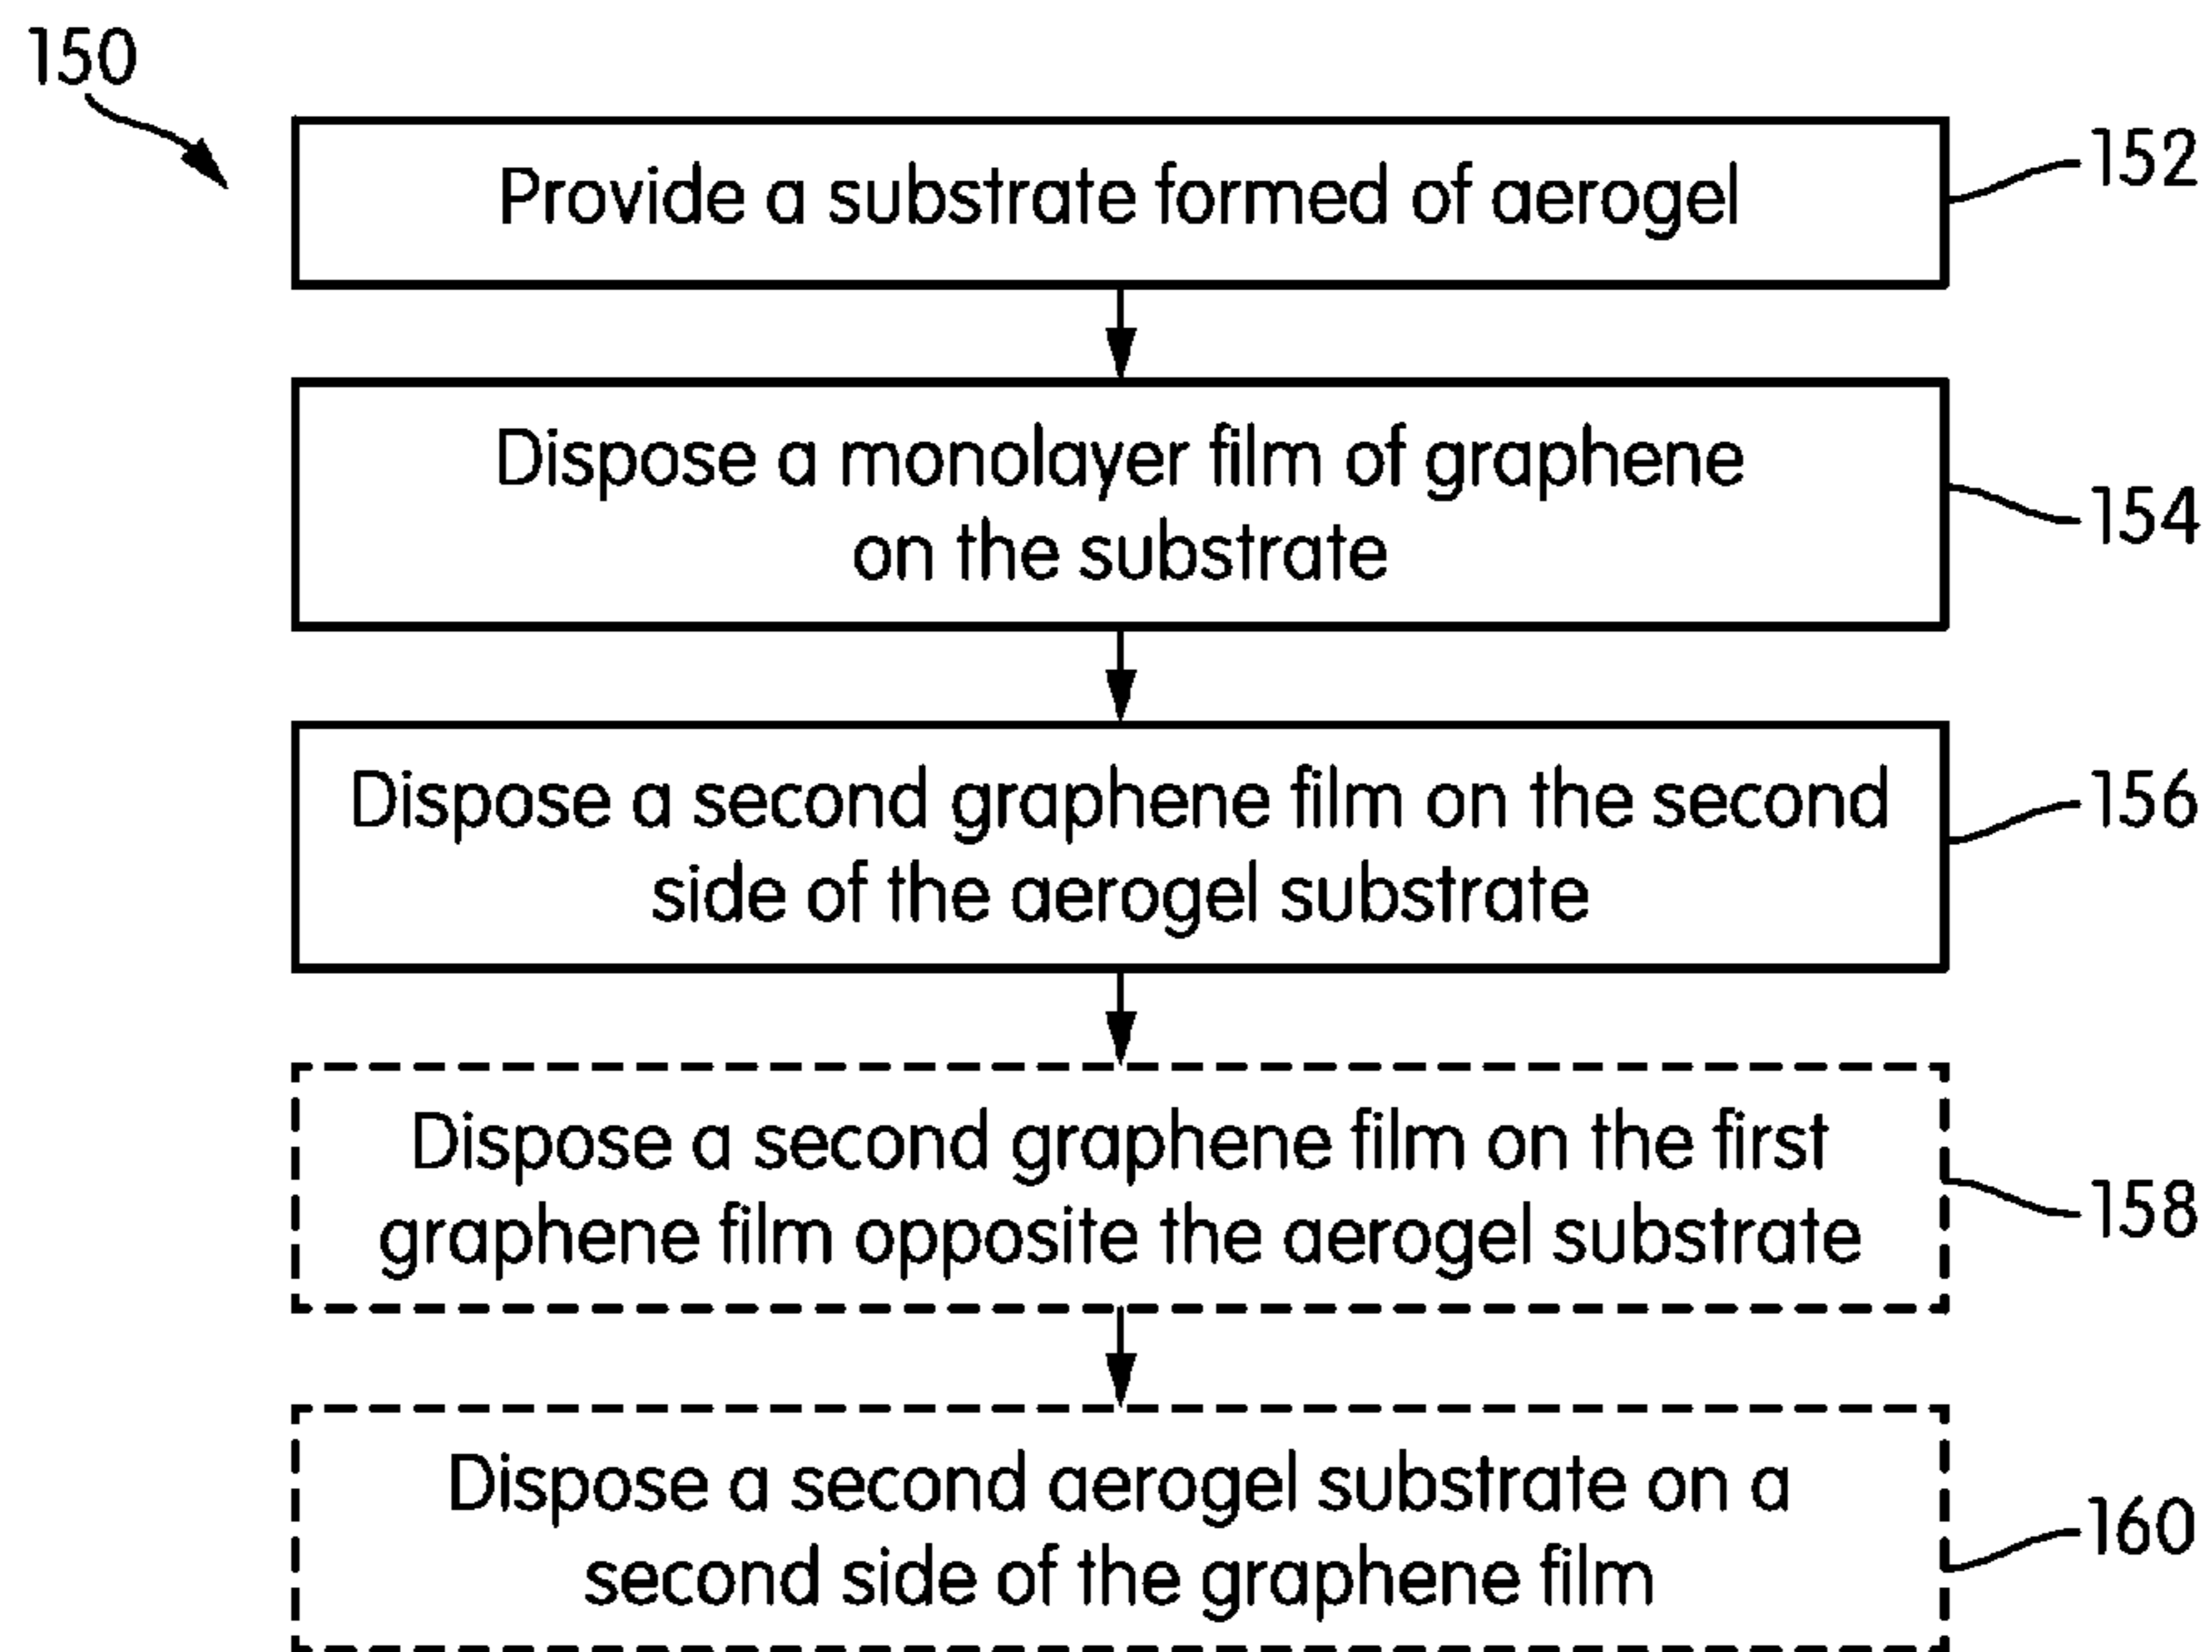 150
Provide a substrate formed of aerogel
152
Dispose a monolayer film of graphene
on the substrate
154
Dispose a second graphene film on the second
side of the aerogel substrate
156
Dispose a second graphene film on the first
graphene film opposite the aerogel substrate
158
Dispose a second aerogel substrate on a
second side of the graphene film
160